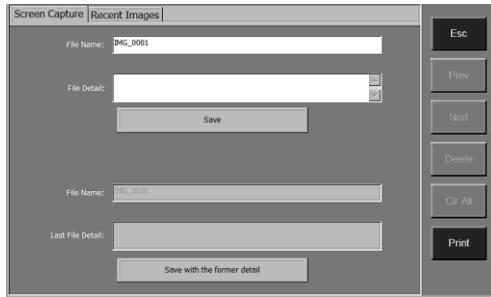 Screen Capture
Recent Images
File Name:
IMG_0001
File Detail:
Save
File Name:
Last File Detail:
Save with the former detail
Esc
Prev
Next
Delete
Clr All
Print